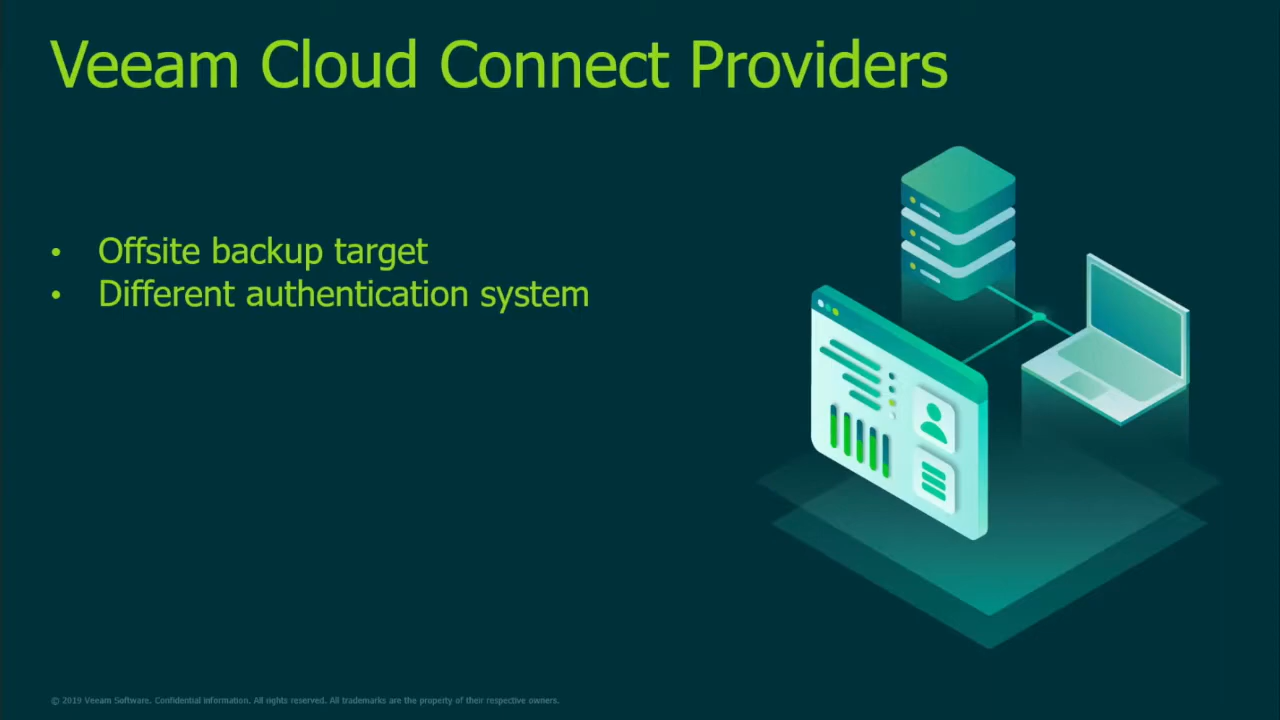 Veeam Cloud Connect Providers
• Offsite backup target
• Different authentication system
© 2019 Veeam Software. Confidential information. All rights reserved. All trademarks are the property of their respective owners.